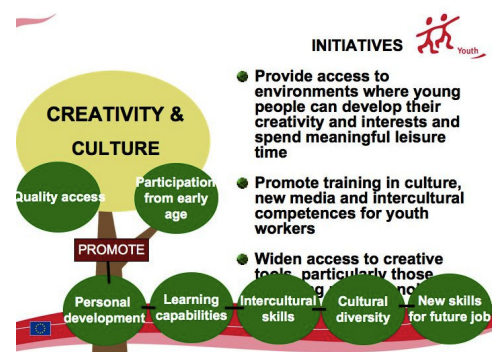 INITIATIVES
Youth
Provide access to
environments where young
people can develop their
creativity and interests and
spend meaningful leisure
time
Promote training in culture,
new media and intercultural
competences for youth
workers
Widen access to creative
tools, particularly those
CREATIVITY &
CULTURE
Quality access
Participation
from early
age
PROMOTE
Personal
development
Learning
capabilities
Intercultural
skills
Cultural
diversity
New skills
for future job